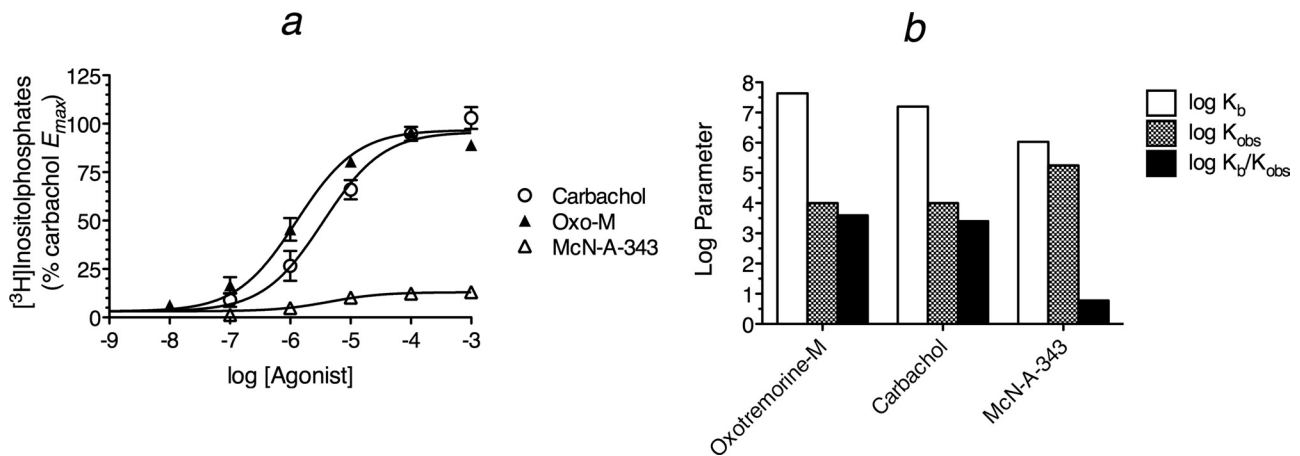 a
[³H]Inositolphosphates
(% carbachol Emax)
125
100
75
50
25
0
-9 -8 -7 -6 -5 -4 -3
log [Agonist]
Carbachol
Oxo-M
McN-A-343
b
Log Parameter
8
7
6
5
4
3
2
1
0
Oxotremorine-M
Carbachol
McN-A-343
log Kb
log Kobs
log Kb/Kobs